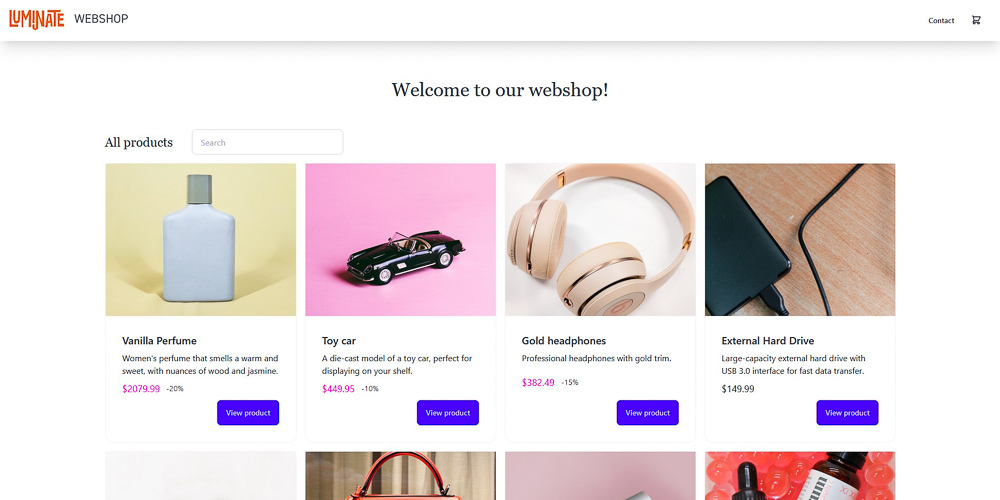 LUMINATE WEBSHOP
Contact
Welcome to our webshop!
All products
Search
Vanilla Perfume
Women's perfume that smells a warm and
sweet, with nuances of wood and jasmine.
$2079.99 -20%
View product
Toy car
A die-cast model of a toy car, perfect for
displaying on your shelf.
$449.95 -10%
View product
Gold headphones
Professional headphones with gold trim.
$382.49 -15%
View product
External Hard Drive
Large-capacity external hard drive with
USB 3.0 interface for fast data transfer.
$149.99
View product